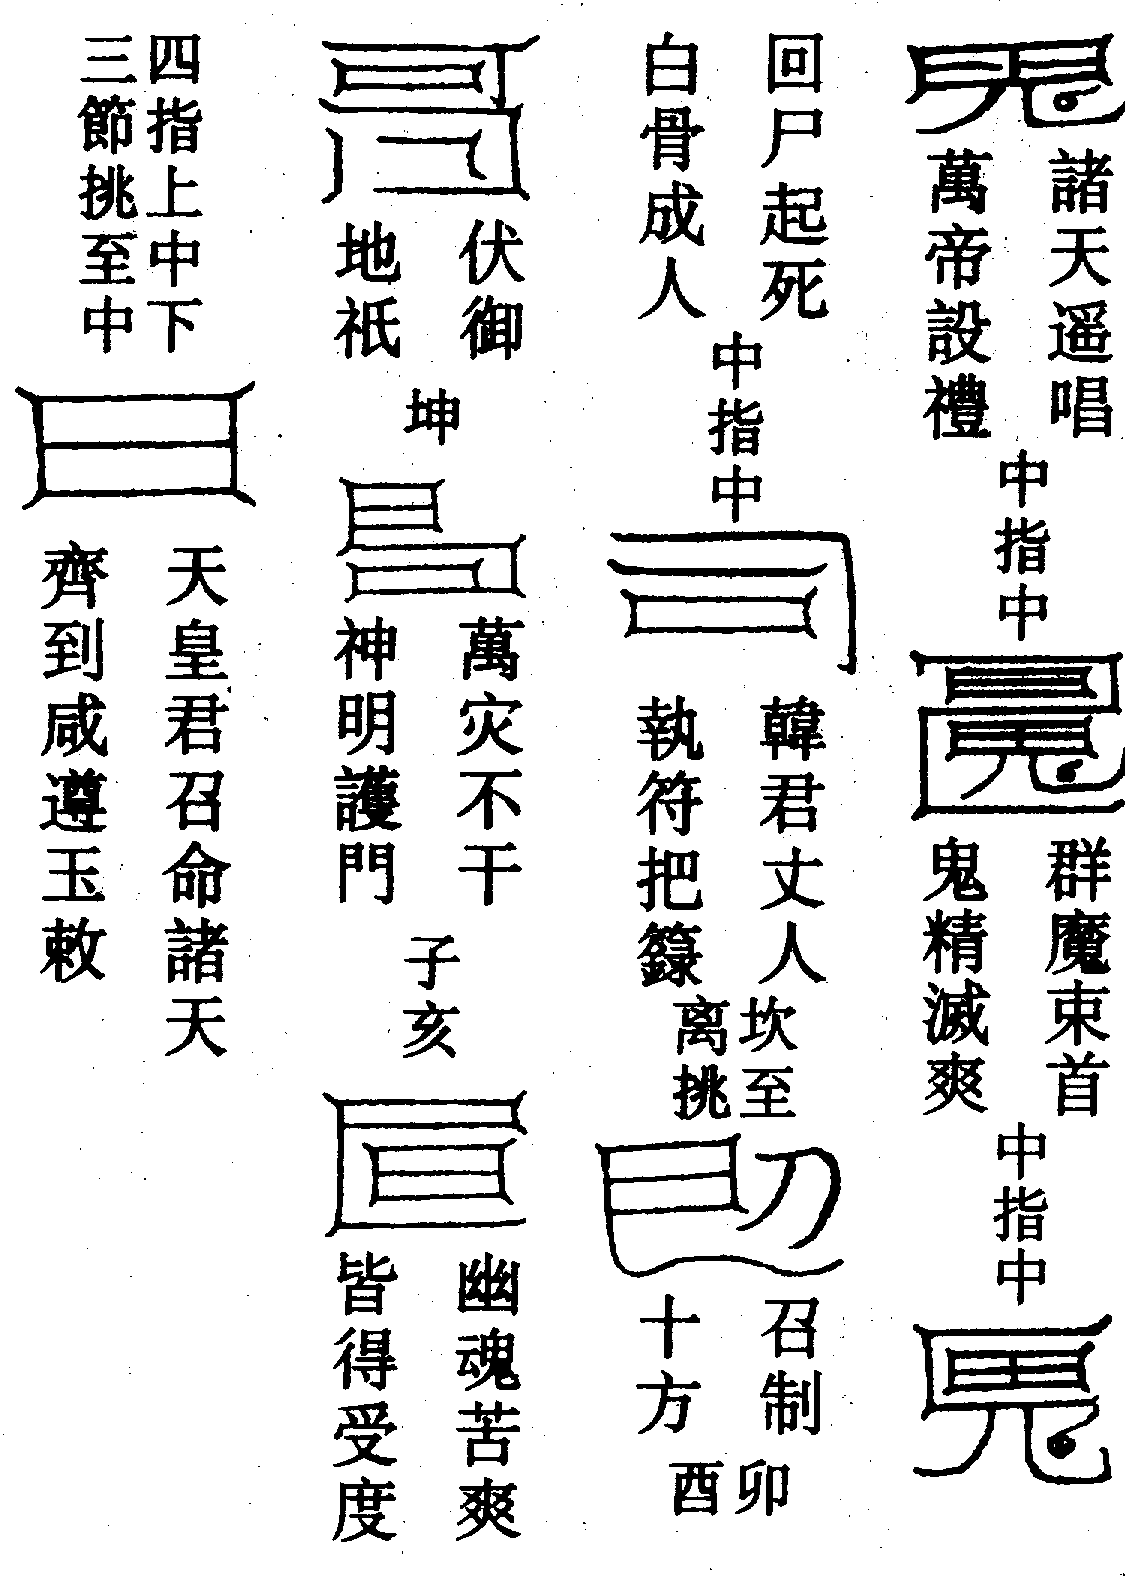 諸天遥唱
萬帝設禮
中指中
群魔束首
鬼精滅爽
中指中
回尸起死
白骨成人
中指中
韓君丈人
執符把籙
坎至
离挑
召制
十方
卯
酉
伏御
地祇
坤
萬灾不干
神明護門
子亥
幽魂苦爽
皆得受度
四指上中下
三節挑至中
天皇君召命諸天
齊到咸遵玉敕